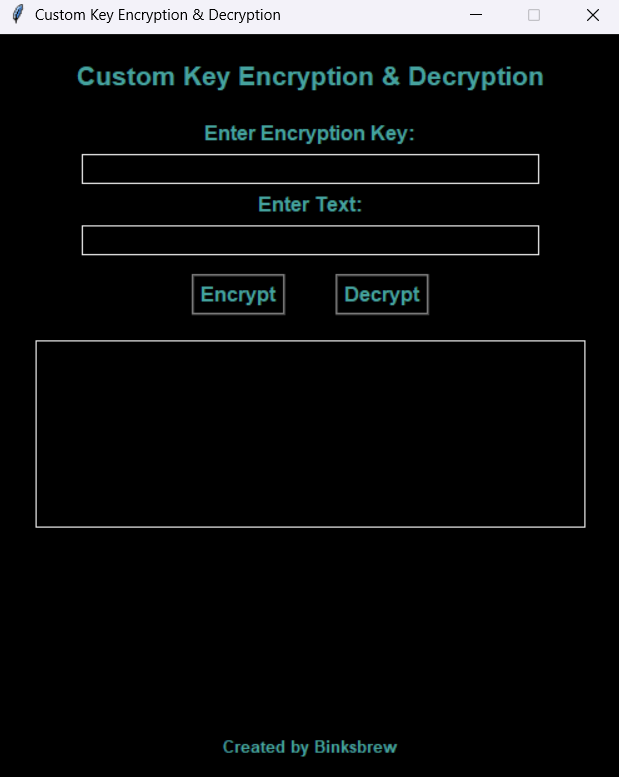 Custom Key Encryption & Decryption
Custom Key Encryption & Decryption
Enter Encryption Key:
Enter Text:
Encrypt Decrypt
Created by Binksbrew